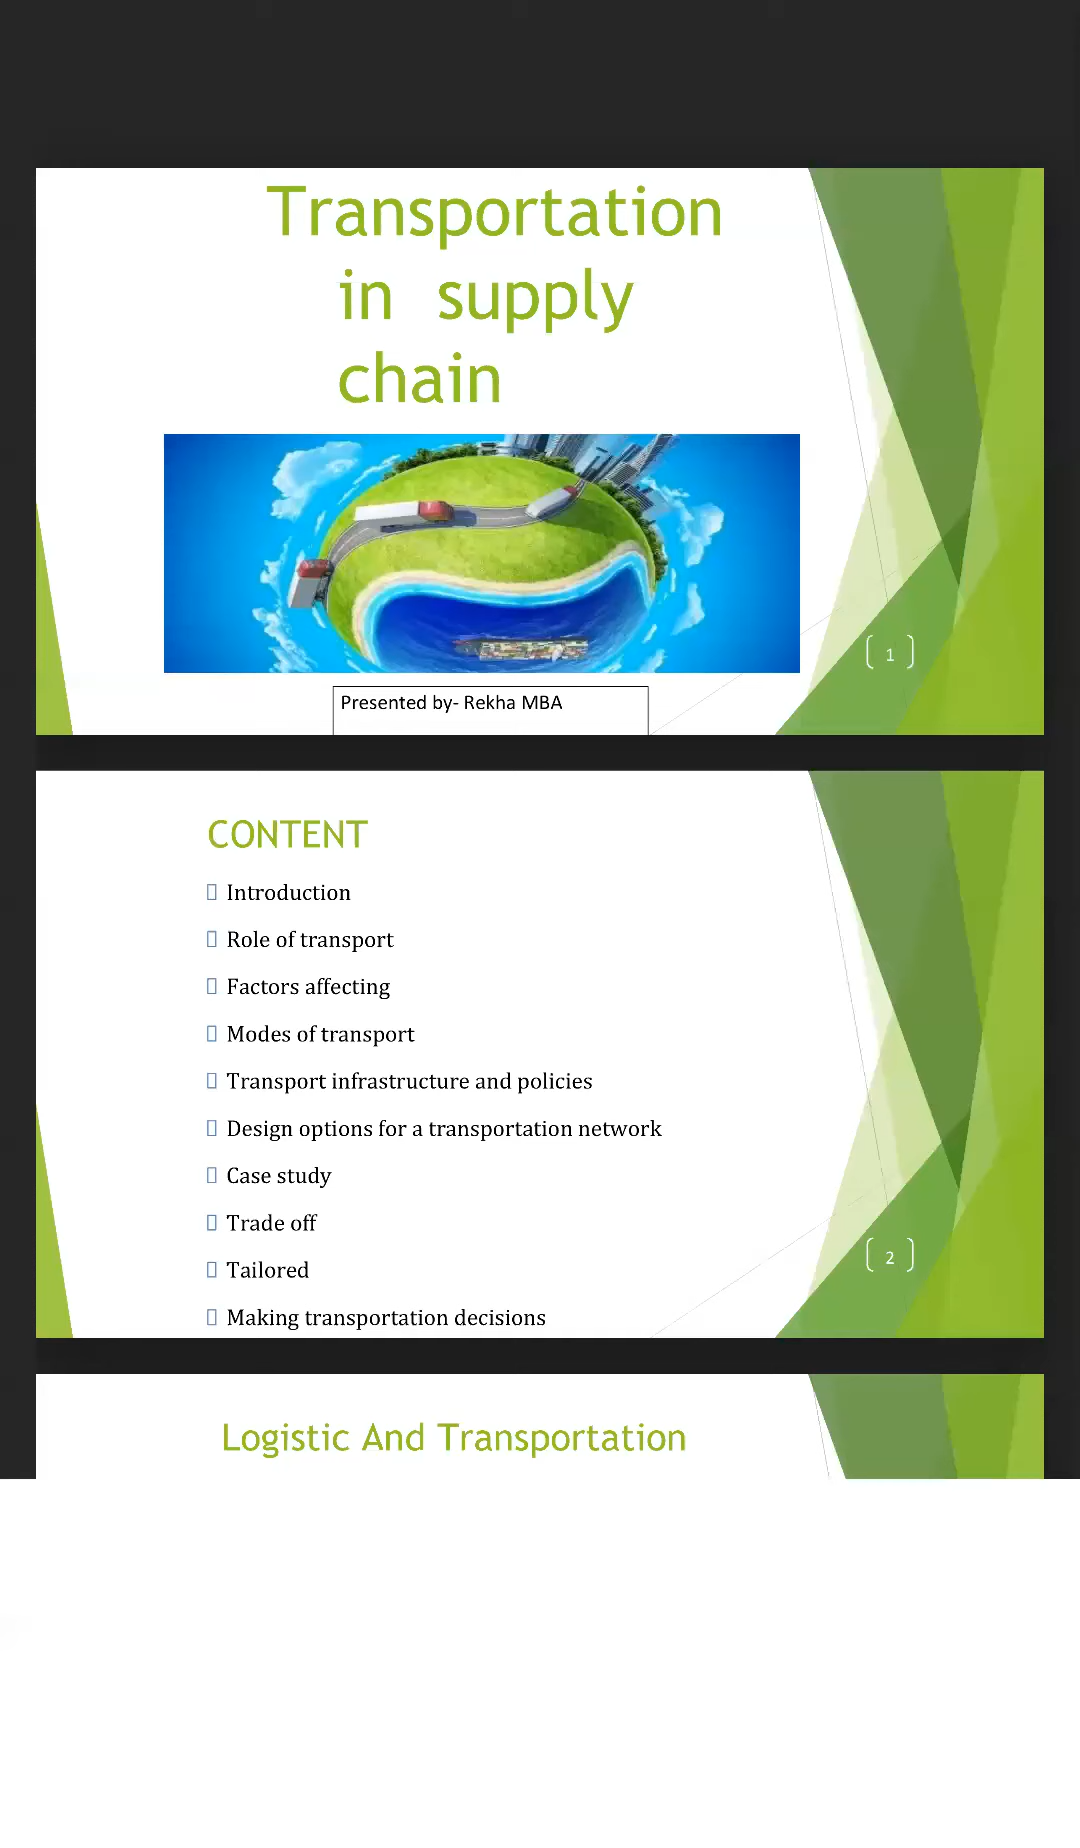 Transportation
in supply
chain
Presented by- Rekha MBA
1
CONTENT
Introduction
Role of transport
Factors affecting
Modes of transport
Transport infrastructure and policies
Design options for a transportation network
Case study
Trade off
Tailored
Making transportation decisions
2
Logistic And Transportation